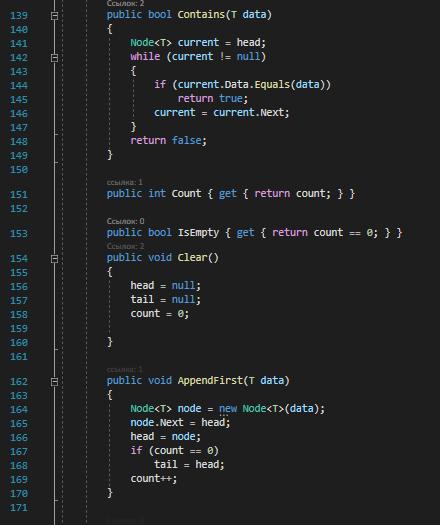 Ссылок: 2
139 public bool Contains(T data)
140 {
141 Node<T> current = head;
142 while (current != null)
143 {
144 if (current.Data.Equals(data))
145 return true;
146 current = current.Next;
147 }
148 return false;
149 }
150
ссылка: 1
151 public int Count { get { return count; } }
152
Ссылок: 0
153 public bool IsEmpty { get { return count == 0; } }
Ссылок: 2
154 public void Clear()
155 {
156 head = null;
157 tail = null;
158 count = 0;
159
160 }
161
ссылка: 1
162 public void AppendFirst(T data)
163 {
164 Node<T> node = new Node<T>(data);
165 node.Next = head;
166 head = node;
167 if (count == 0)
168 tail = head;
169 count++;
170 }
171